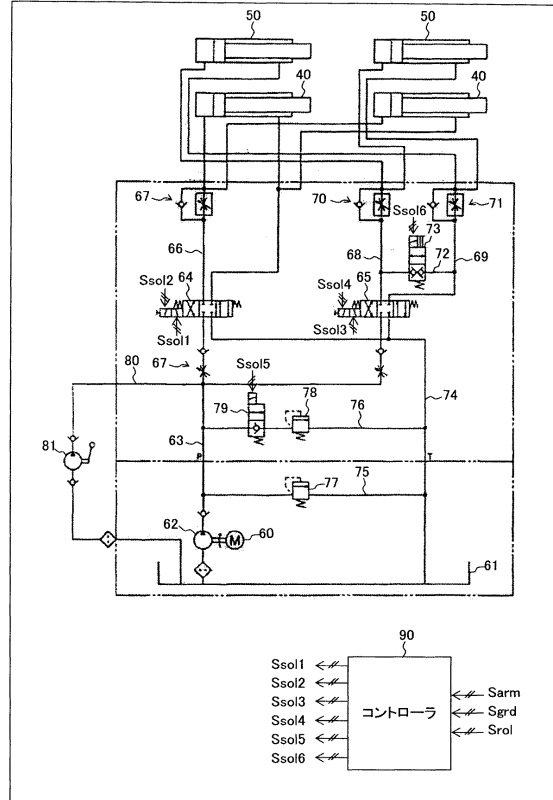 50
50
40
40
67
70
71
Ssol6
73
66
68
72
69
Ssol2
64
Ssol4
65
Ssol1
Ssol3
80
67
Ssol5
78
79
76
74
81
63
P
T
75
77
62
M
60
61
90
Ssol1
Ssol2
Ssol3
Ssol4
Ssol5
Ssol6
コントローラ
Sarm
Sgrd
Srol